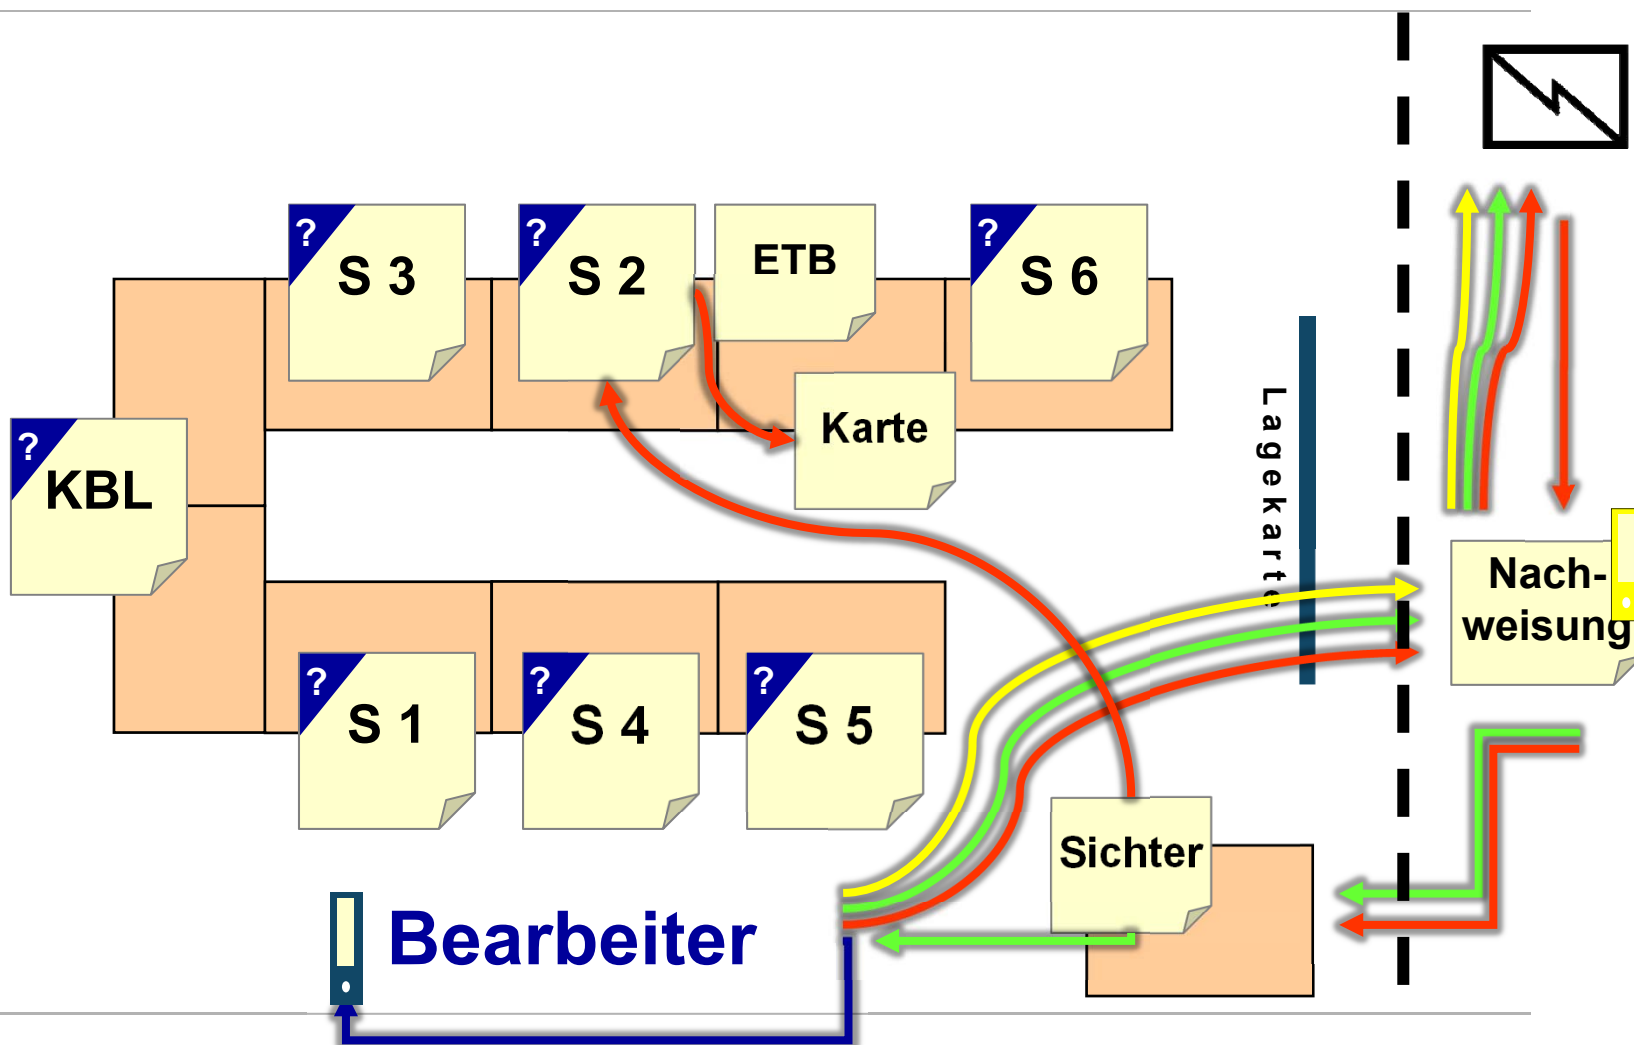 ?
S 3
?
S 2
ETB
?
S 6
?
KBL
Karte
Lagekarte
Nach-
weisung
?
S 1
?
S 4
?
S 5
Sichter
Bearbeiter